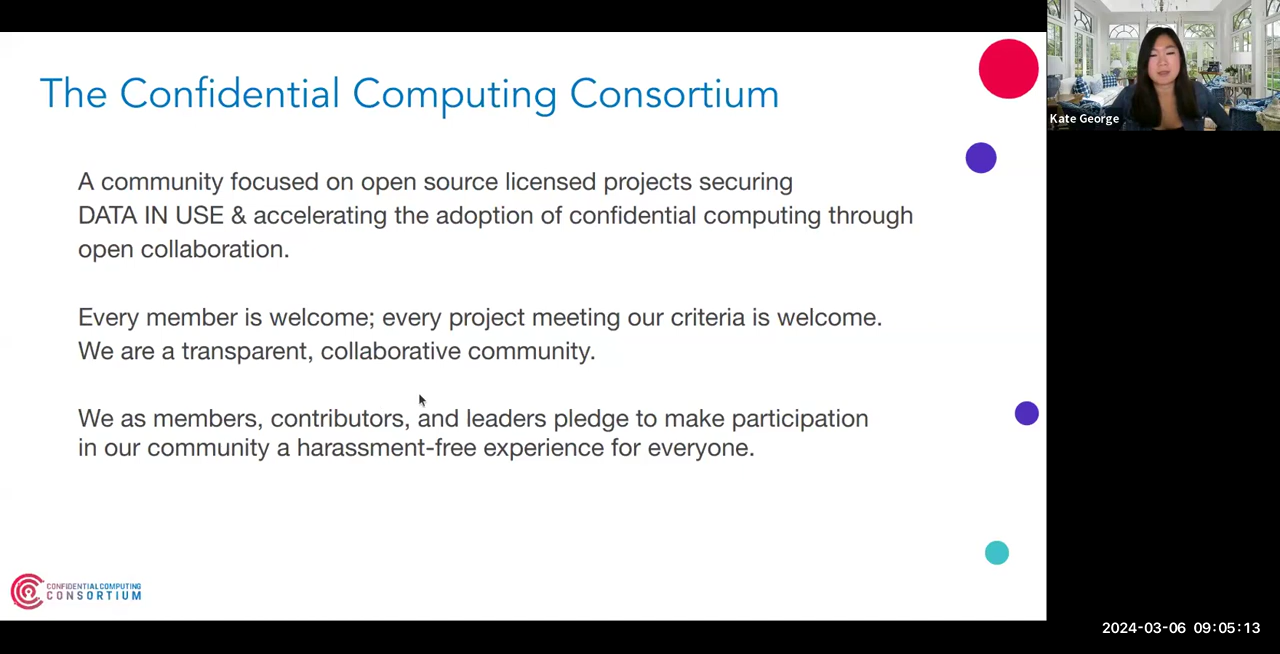 The Confidential Computing Consortium
A community focused on open source licensed projects securing
DATA IN USE & accelerating the adoption of confidential computing through
open collaboration.
Every member is welcome; every project meeting our criteria is welcome.
We are a transparent, collaborative community.
We as members, contributors, and leaders pledge to make participation
in our community a harassment-free experience for everyone.
CONFIDENTIAL COMPUTING
CONSORTIUM
Kate George
2024-03-06 09:05:13